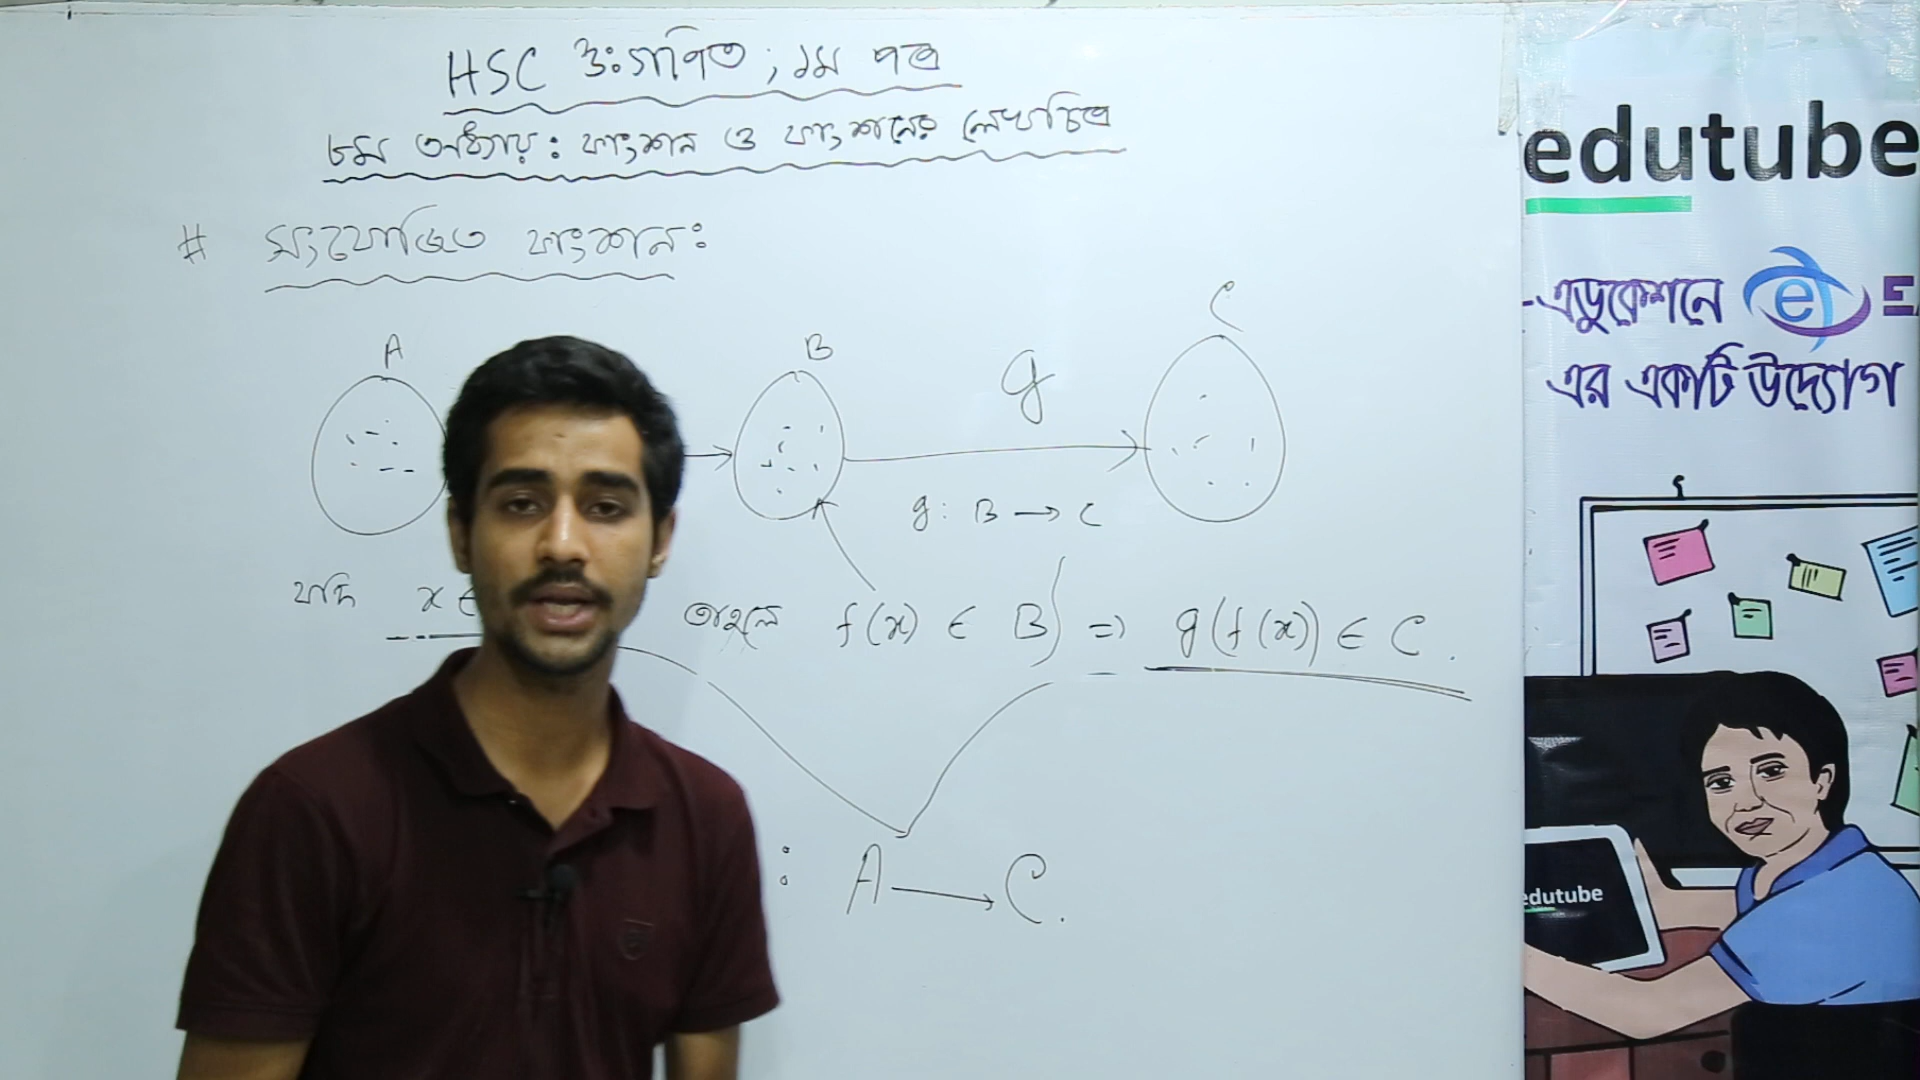 HSC উঃগণিত ; ১ম পত্র
৮ম অধ্যায় : ফাংশন ও ফাংশনের লেখচিত্র
# সংযোজিত ফাংশন :
A
B
C
g
g : B → C
যদি x ∈
তাহলে f(x) ∈ B) ⇒ g(f(x)) ∈ C.
: A → C.
edutube
-এডুকেশনে e E
এর একটি উদ্যোগ
edutube